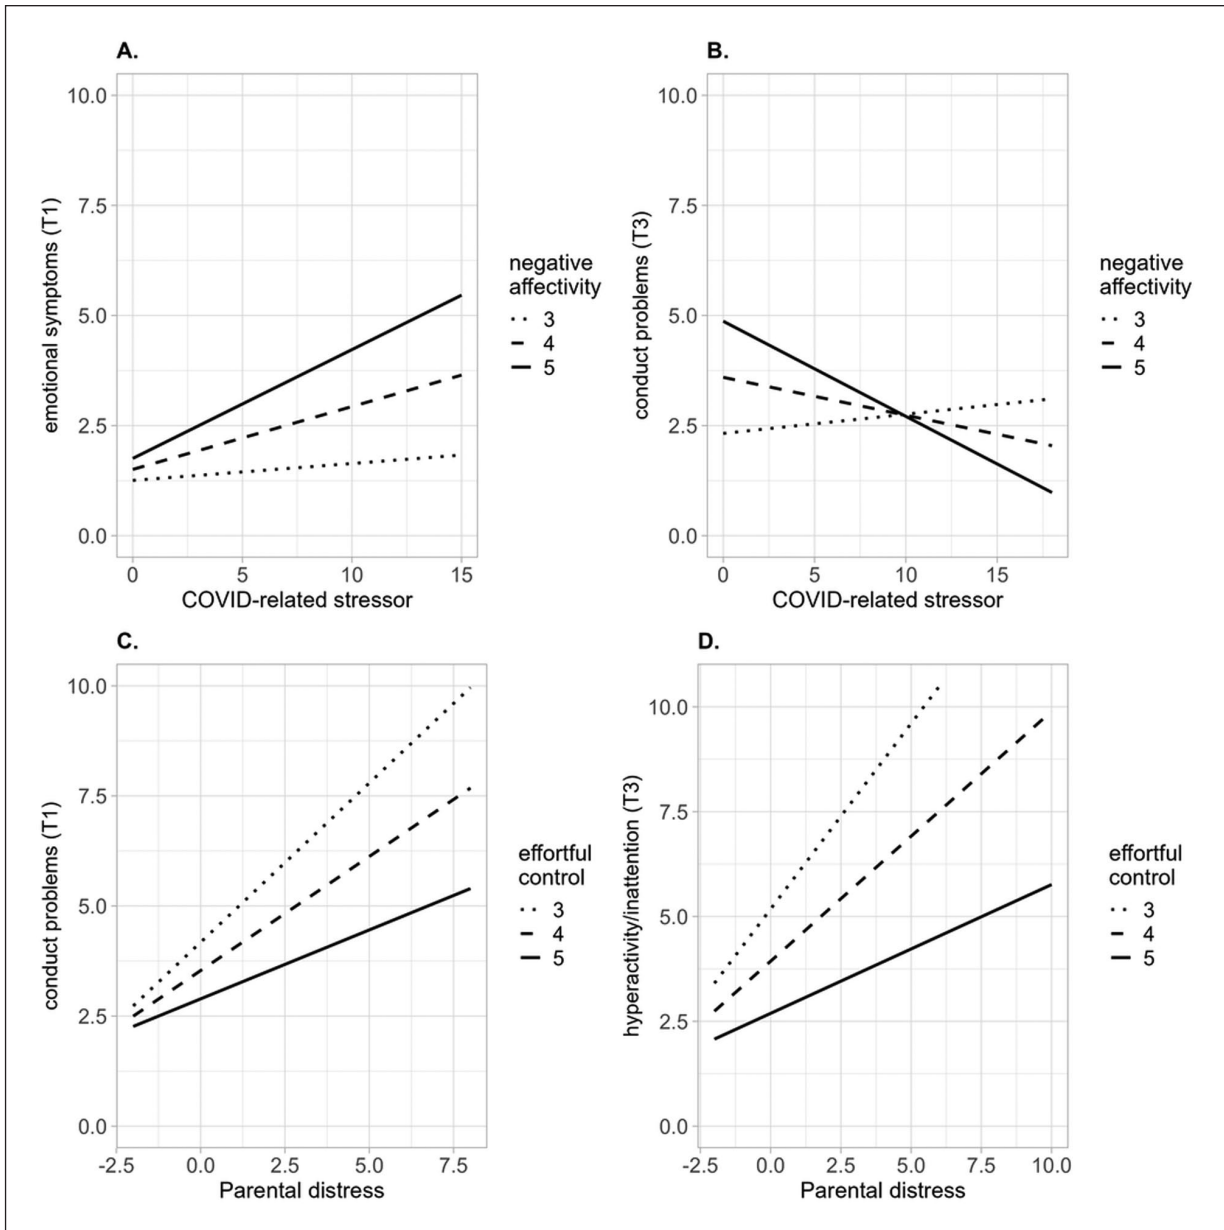 A.
10.0
7.5
5.0
2.5
0.0
emotional symptoms (T1)
0 5 10 15
COVID-related stressor
negative
affectivity
3
4
5
B.
10.0
7.5
5.0
2.5
0.0
conduct problems (T3)
0 5 10 15
COVID-related stressor
negative
affectivity
3
4
5
C.
10.0
7.5
5.0
2.5
0.0
conduct problems (T1)
-2.5 0.0 2.5 5.0 7.5
Parental distress
effortful
control
3
4
5
D.
10.0
7.5
5.0
2.5
0.0
hyperactivity/inattention (T3)
-2.5 0.0 2.5 5.0 7.5 10.0
Parental distress
effortful
control
3
4
5